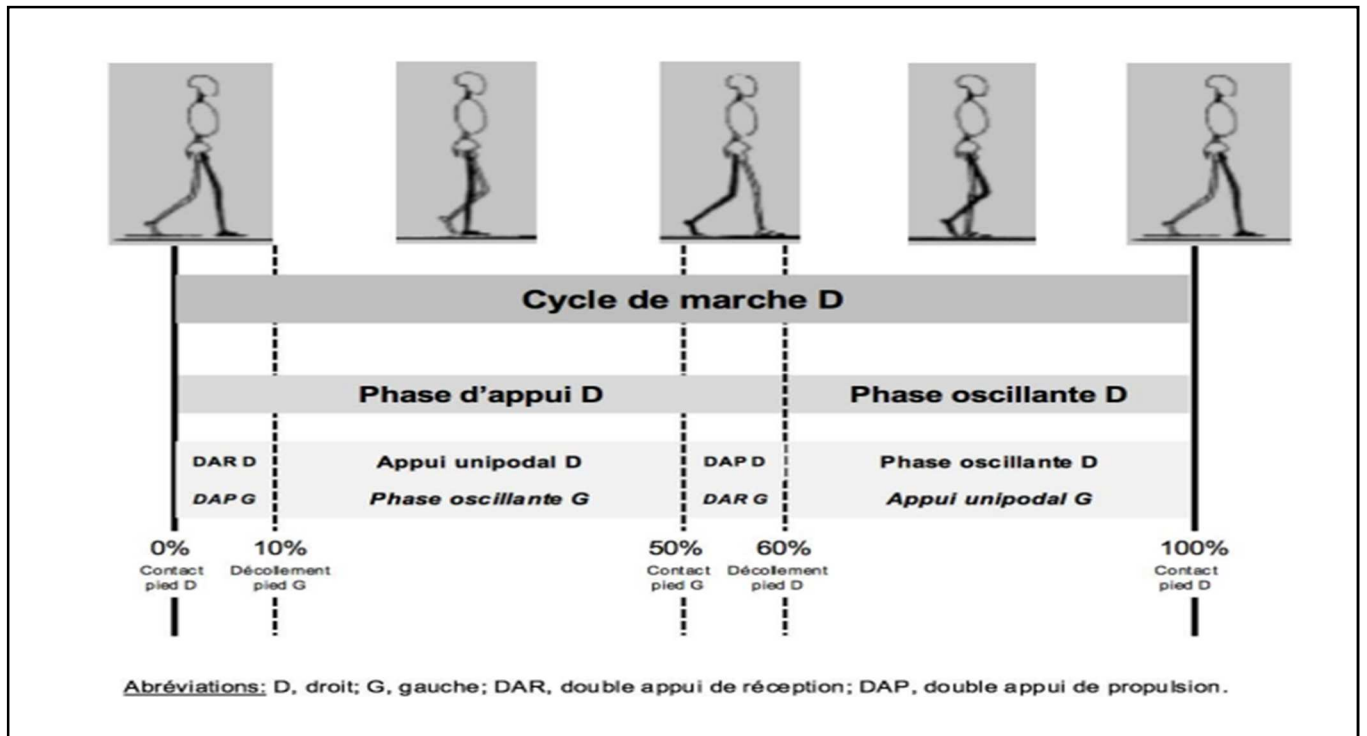 Cycle de marche D
Phase d'appui D Phase oscillante D
DAR D Appui unipodal D DAP D Phase oscillante D
DAP G Phase oscillante G DAR G Appui unipodal G
0% 10% 50% 60% 100%
Contact Décollement Contact Décollement Contact
pied D pied G pied G pied D pied D
Abréviations: D, droit; G, gauche; DAR, double appui de réception; DAP, double appui de propulsion.